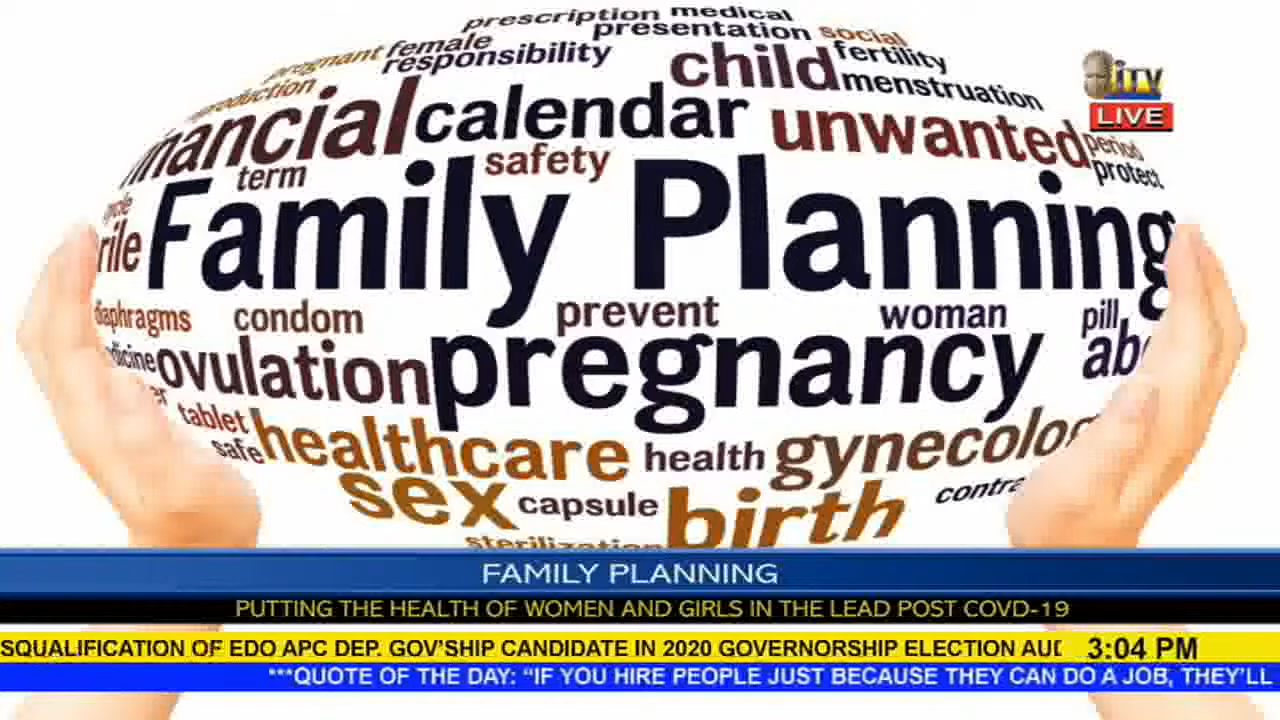 prescription medical
pregnant female presentation social
responsibility child fertility
production menstruation
calendar unwanted
safety period
term protect
Family Planning
diaphragms condom prevent woman pill
ovulation pregnancy
tablet healthcare health
safe
sex capsule birth
sterilization
iTV
LIVE
FAMILY PLANNING
PUTTING THE HEALTH OF WOMEN AND GIRLS IN THE LEAD POST COVD-19
SQUALIFICATION OF EDO APC DEP. GOV'SHIP CANDIDATE IN 2020 GOVERNORSHIP ELECTION 3:04 PM
***QUOTE OF THE DAY: “IF YOU HIRE PEOPLE JUST BECAUSE THEY CAN DO A JOB, THEY'LL